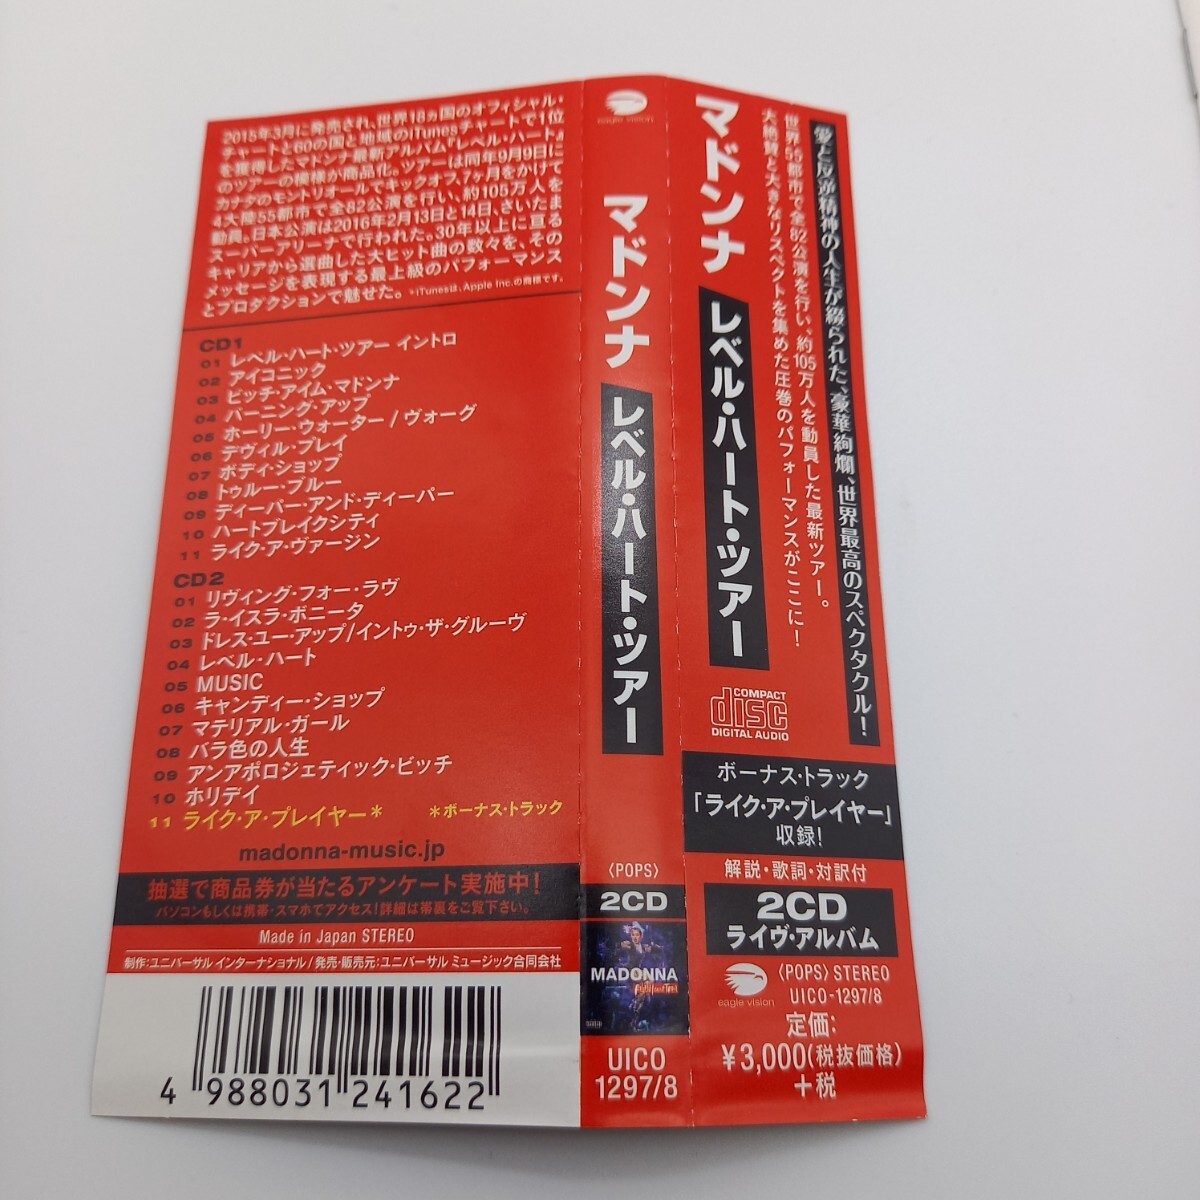 2015年3月に発売され、世界18ヵ国のオフィシャル・
チャートと60の国と地域のiTunesチャートで1位
を獲得したマドンナ最新アルバム『レベル・ハート』
のツアーの模様が商品化。ツアーは同年9月9日に
カナダのモントリオールでキックオフ、7ヶ月をかけて
4大陸55都市で全82公演を行い、約105万人を
動員。日本公演は2016年2月13日と14日、さいたま
スーパーアリーナで行われた。30年以上に亘る
キャリアから選曲した大ヒット曲の数々を、その
メッセージを表現する最上級のパフォーマンス
とプロダクションで魅せた。 *iTunesは、Apple Inc.の商標です。
CD1
01 レベル・ハート・ツアー イントロ
02 アイコニック
03 ビッチ・アイム・マドンナ
04 バーニング・アップ
05 ホーリー・ウォーター / ヴォーグ
06 デヴィル・プレイ
07 ボディ・ショップ
08 トゥルー・ブルー
09 ディーパー・アンド・ディーパー
10 ハートブレイクシティ
11 ライク・ア・ヴァージン
CD2
01 リヴィング・フォー・ラヴ
02 ラ・イスラ・ボニータ
03 ドレス・ユー・アップ/イントゥ・ザ・グルーヴ
04 レベル・ハート
05 MUSIC
06 キャンディー・ショップ
07 マテリアル・ガール
08 バラ色の人生
09 アンアポロジェティック・ビッチ
10 ホリデイ
11 ライク・ア・プレイヤー* *ボーナス・トラック
madonna-music.jp
抽選で商品券が当たるアンケート実施中！
パソコンもしくは携帯・スマホでアクセス！詳細は帯裏をご覧下さい。
Made in Japan STEREO
制作：ユニバーサル インターナショナル / 発売・販売元：ユニバーサル ミュージック合同会社
4 988031 241622
eagle vision
マドンナ
レベル・ハート・ツアー
〈POPS〉
2CD
MADONNA
UICO
1297/8
愛と反逆精神の人生が綴られた、豪華絢爛、世界最高のスペクタクル！
世界55都市で全82公演を行い、約105万人を動員した最新ツアー。
大絶賛と大きなリスペクトを集めた圧巻のパフォーマンスがここに！
マドンナ
レベル・ハート・ツアー
COMPACT
disc
DIGITAL AUDIO
ボーナス・トラック
「ライク・ア・プレイヤー」
収録！
解説・歌詞・対訳付
2CD
ライヴ・アルバム
〈POPS〉STEREO
UICO-1297/8
eagle vision
定価：
¥3,000(税抜価格)
+税